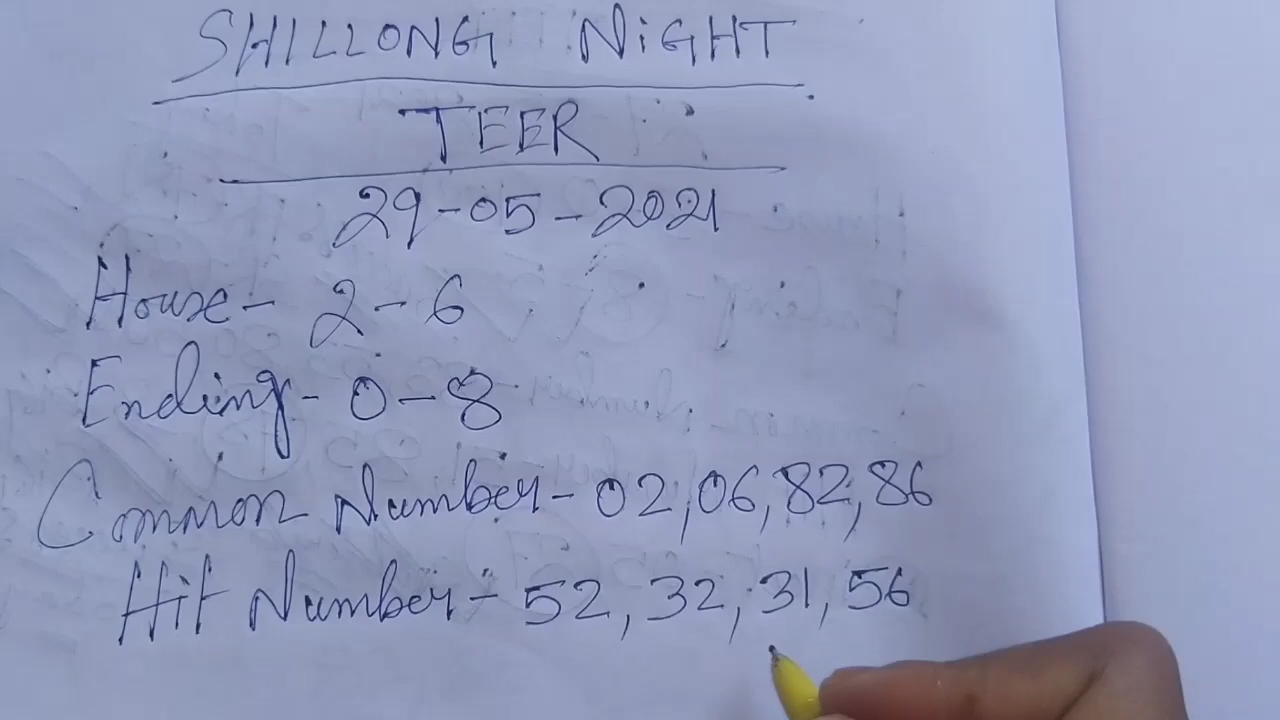 SHILLONG NiGHT
TEER
29-05-2021
House- 2-6
Ending- 0-8
Common Number- 02,06,82,86
Hit Number- 52,32,31,56